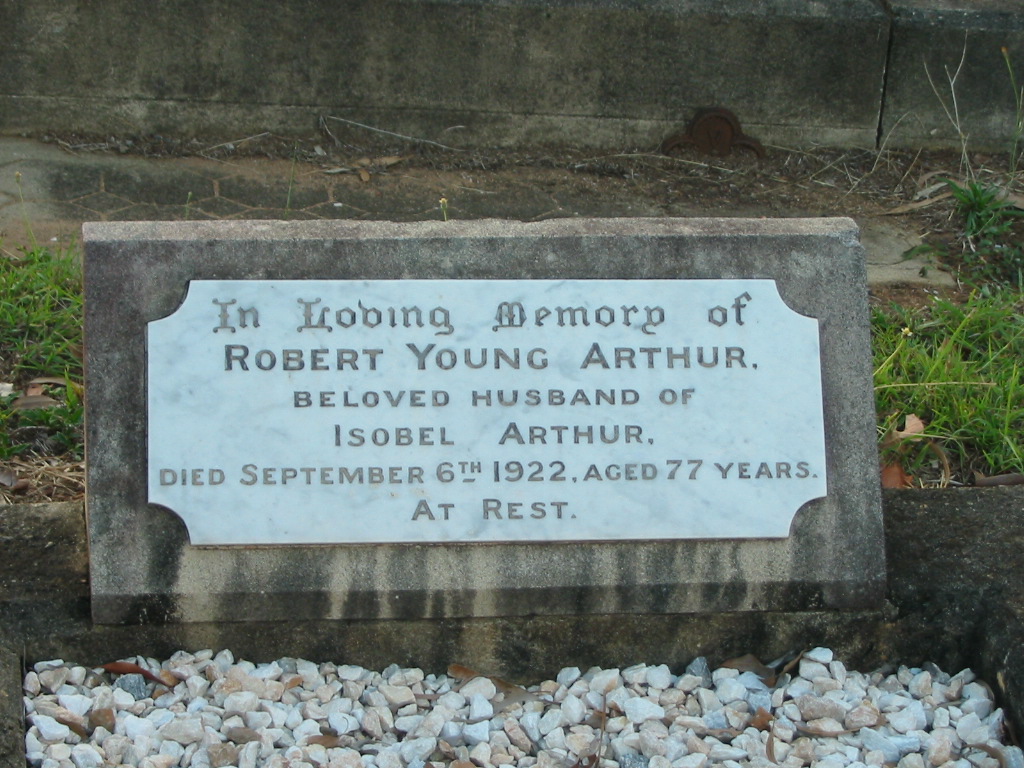 In Loving Memory of
ROBERT YOUNG ARTHUR,
BELOVED HUSBAND OF
ISOBEL ARTHUR,
DIED SEPTEMBER 6TH 1922, AGED 77 YEARS.
AT REST.